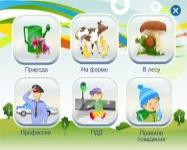 Природа
На ферме
В лесу
Профессии
ПДД
Правила
поведения